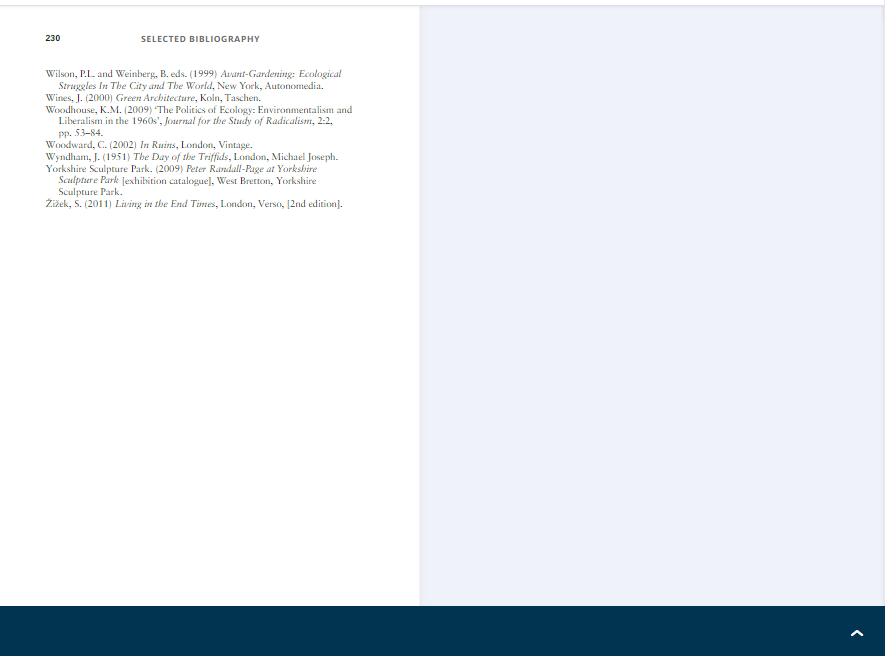 230
SELECTED BIBLIOGRAPHY
Wilson, P.L. and Weinberg, B. eds. (1999) Avant-Gardening: Ecological
Struggles In The City and The World, New York, Autonomedia.
Wines, J. (2000) Green Architecture, Koln, Taschen.
Woodhouse, K.M. (2009) ‘The Politics of Ecology: Environmentalism and
Liberalism in the 1960s’, Journal for the Study of Radicalism, 2:2,
pp. 53–84.
Woodward, C. (2002) In Ruins, London, Vintage.
Wyndham, J. (1951) The Day of the Triffids, London, Michael Joseph.
Yorkshire Sculpture Park. (2009) Peter Randall-Page at Yorkshire
Sculpture Park [exhibition catalogue], West Bretton, Yorkshire
Sculpture Park.
Žižek, S. (2011) Living in the End Times, London, Verso, [2nd edition].